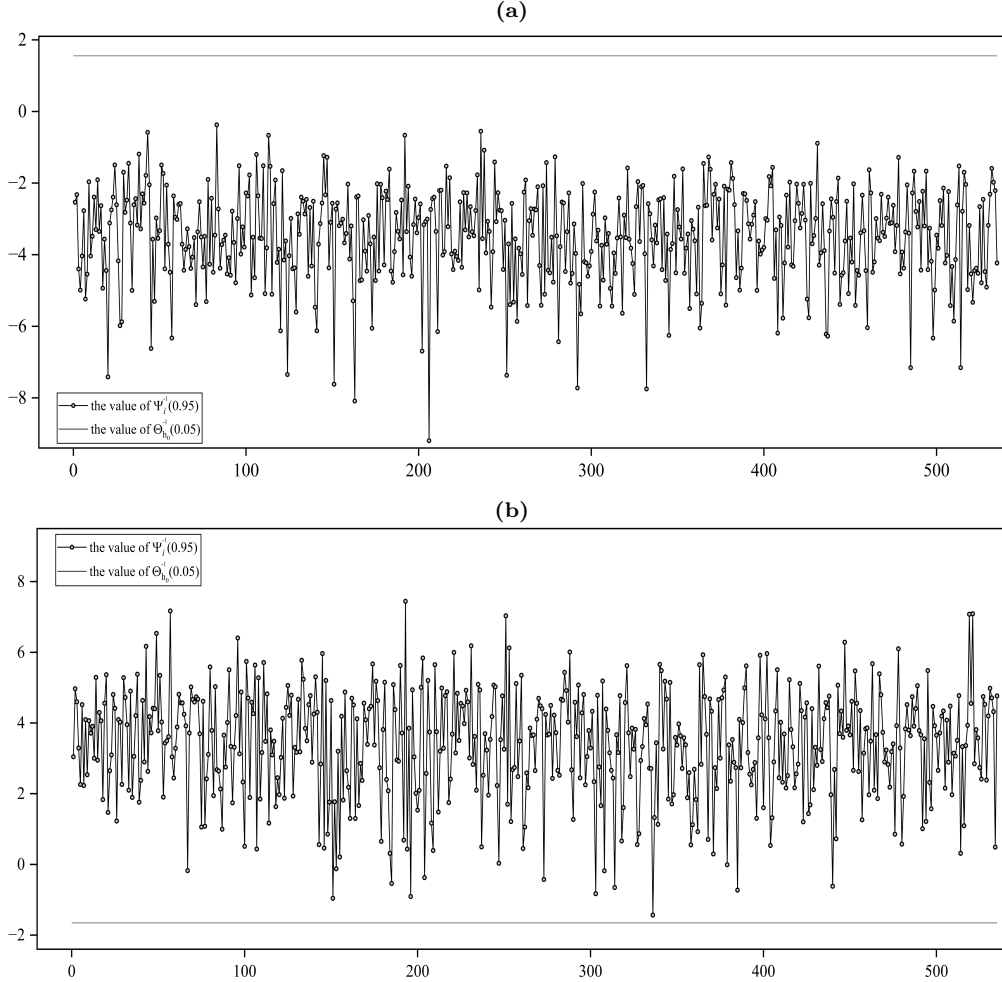 (a)
2
0
−2
−4
−6
−8
the value of Ψ_i^{-1}(0.95)
the value of Θ_{h_0}^{-1}(0.05)
0 100 200 300 400 500
(b)
the value of Ψ_i^{-1}(0.95)
the value of Θ_{h_0}^{-1}(0.05)
8
6
4
2
0
−2
0 100 200 300 400 500